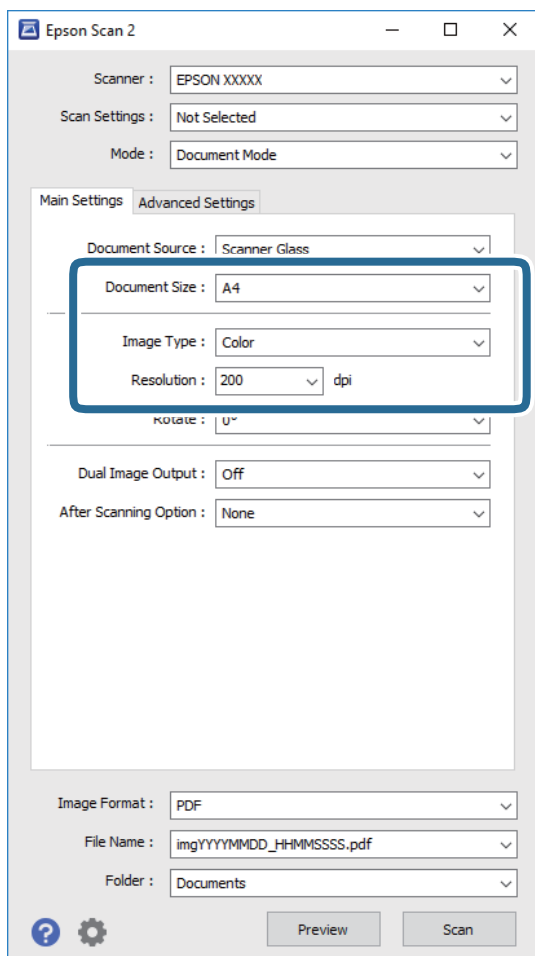 Epson Scan 2
Scanner : EPSON XXXXX
Scan Settings : Not Selected
Mode : Document Mode
Main Settings Advanced Settings
Document Source : Scanner Glass
Document Size : A4
Image Type : Color
Resolution : 200 dpi
Rotate : 0°
Dual Image Output : Off
After Scanning Option : None
Image Format : PDF
File Name : imgYYYYMMDD_HHMMSSSS.pdf
Folder : Documents
? Preview Scan